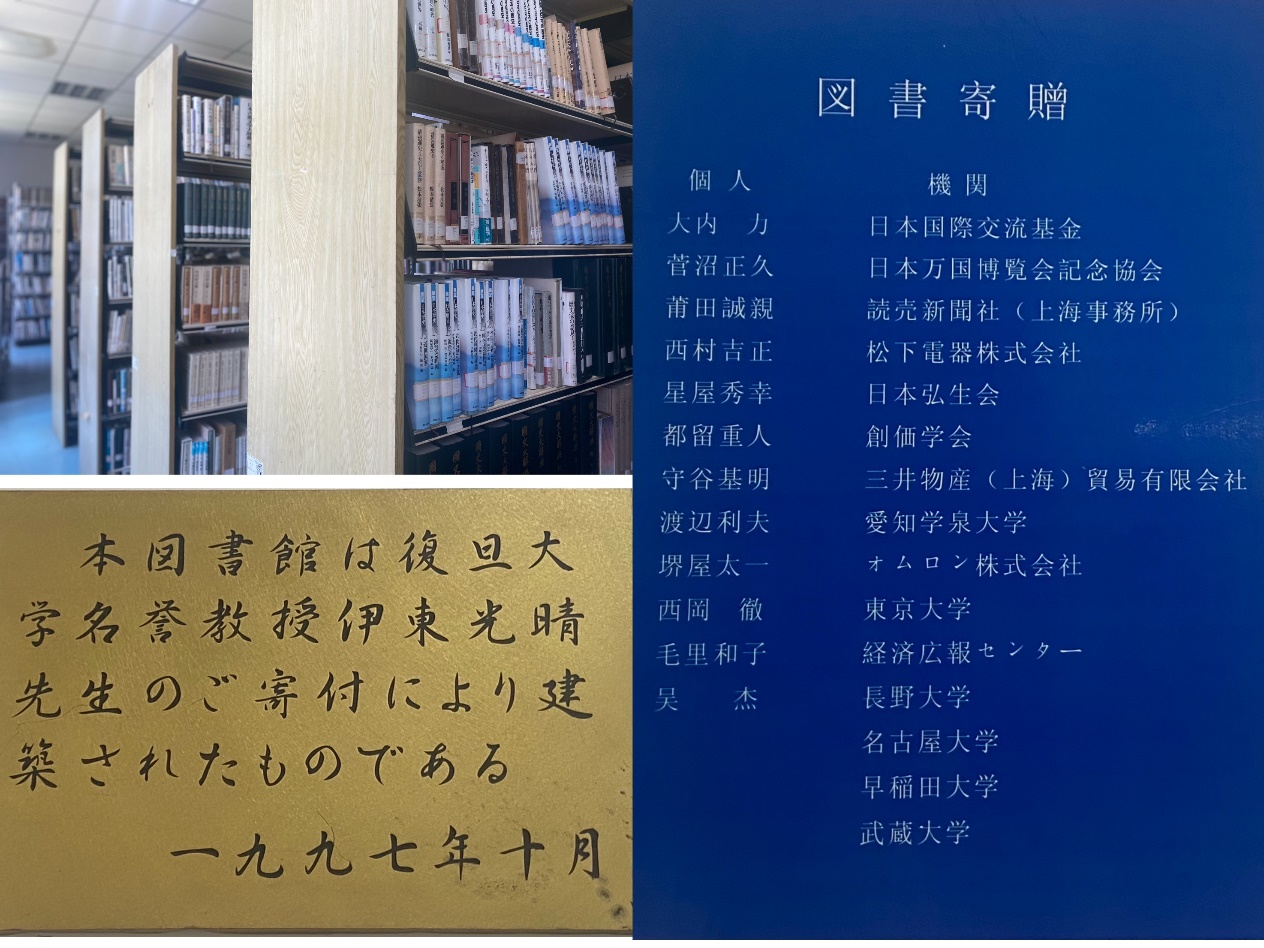 本図書館は復旦大
学名誉教授伊東光晴
先生のご寄付により建
築されたものである
一九九七年十月
図書寄贈
個人
大内 力
菅沼正久
莆田誠親
西村吉正
星屋秀幸
都留重人
守谷基明
渡辺利夫
堺屋太一
西岡 徹
毛里和子
吴 杰
機関
日本国際交流基金
日本万国博覧会記念協会
読売新聞社（上海事務所）
松下電器株式会社
日本弘生会
創価学会
三井物産（上海）貿易有限会社
愛知学泉大学
オムロン株式会社
東京大学
経済広報センター
長野大学
名古屋大学
早稲田大学
武蔵大学